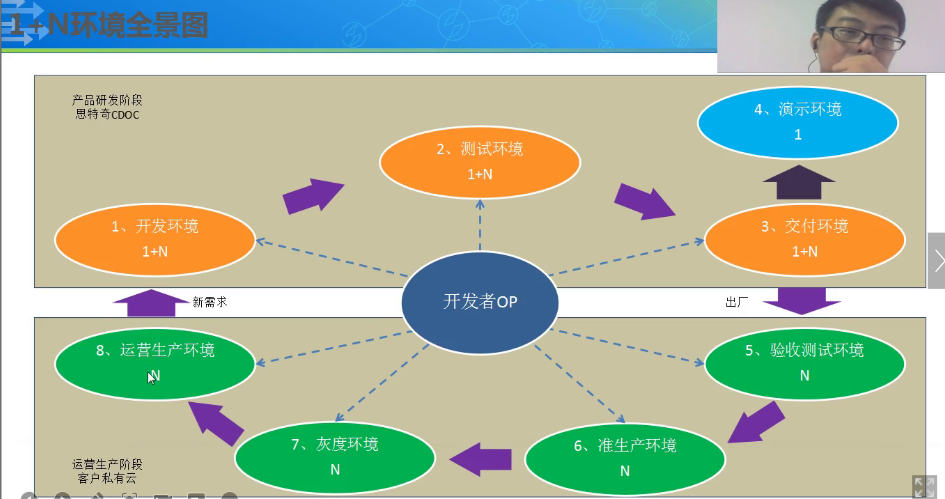 1+N环境全景图
产品研发阶段
思特奇CDOC
4、演示环境
1
2、测试环境
1+N
1、开发环境
1+N
3、交付环境
1+N
开发者OP
新需求
出厂
8、运营生产环境
N
5、验收测试环境
N
7、灰度环境
N
6、准生产环境
N
运营生产阶段
客户私有云